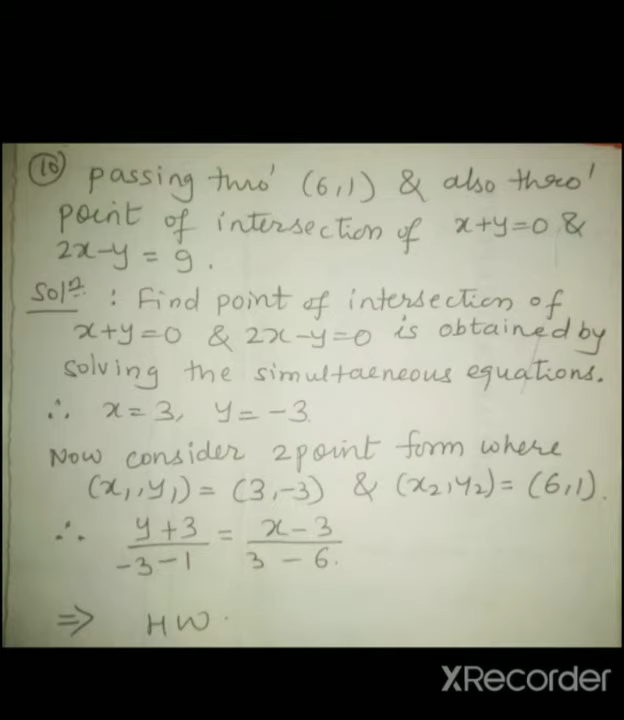 (10) passing thro' (6,1) & also thro'
point of intersection of x+y=0 &
2x-y = 9.
Solⁿ : Find point of intersection of
x+y=0 & 2x-y=0 is obtained by
solving the simultaeneous equations.
∴ x=3, y=-3
Now consider 2point form where
(x₁,y₁) = (3,-3) & (x₂,y₂) = (6,1).
∴ y+3 / -3-1 = x-3 / 3-6.
⇒ HW.
XRecorder